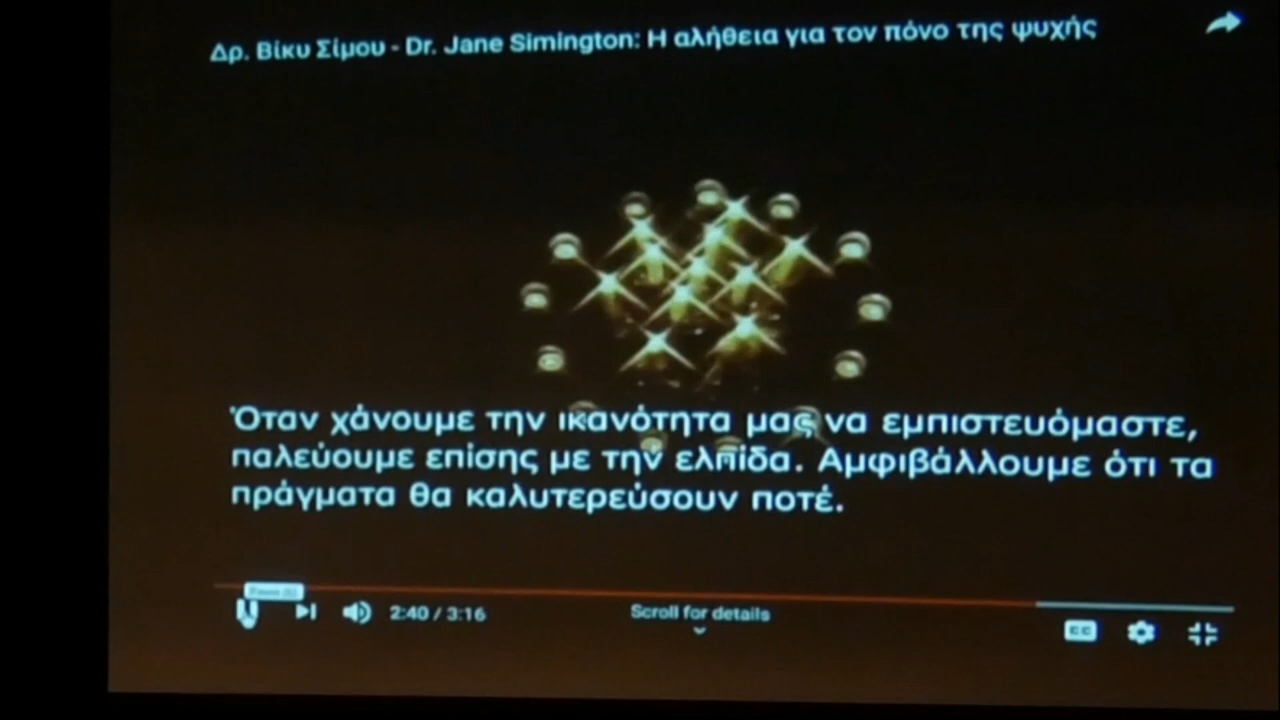 Δρ. Βίκυ Σίμου - Dr. Jane Simington: Η αλήθεια για τον πόνο της ψυχής
Όταν χάνουμε την ικανότητα μας να εμπιστευόμαστε,
παλεύουμε επίσης με την ελπίδα. Αμφιβάλλουμε ότι τα
πράγματα θα καλυτερεύσουν ποτέ.
2:40 / 3:16
Scroll for details
CC